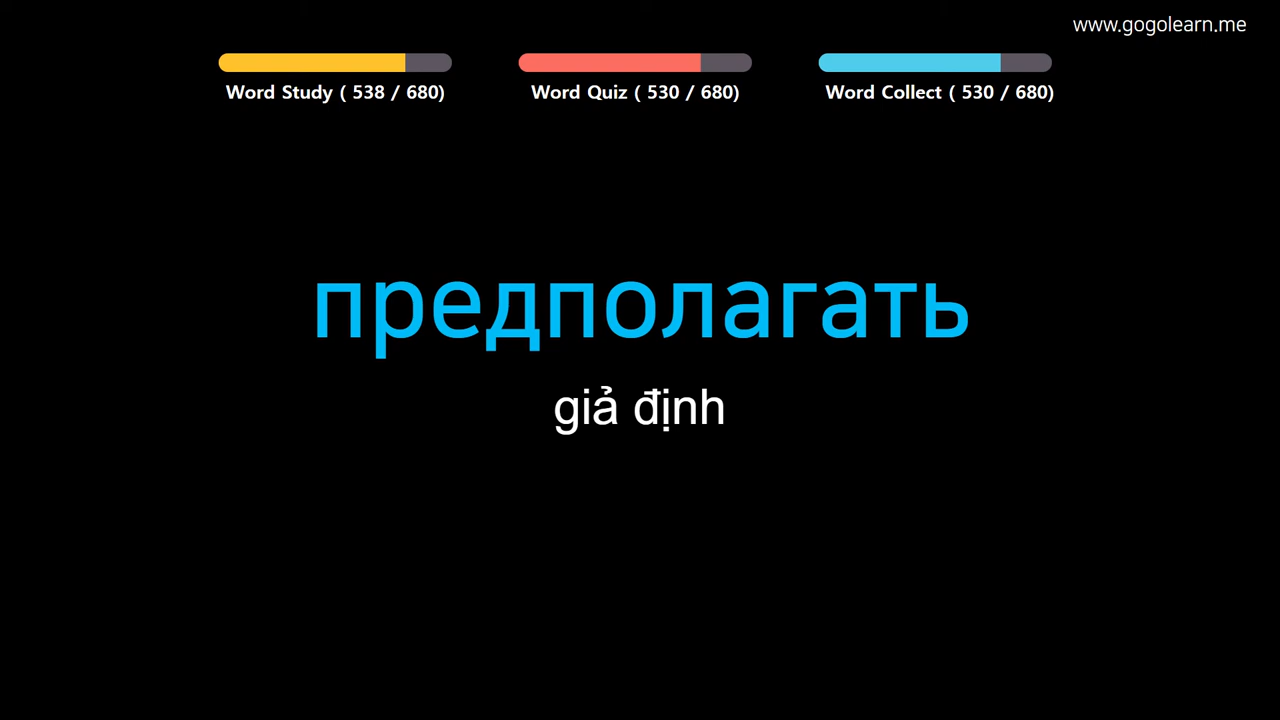 www.gogolearn.me
Word Study ( 538 / 680)
Word Quiz ( 530 / 680)
Word Collect ( 530 / 680)
предполагать
giả định